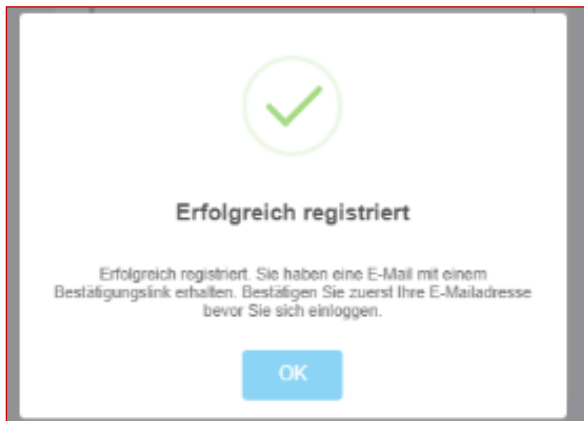 Erfolgreich registriert
Erfolgreich registriert. Sie haben eine E-Mail mit einem
Bestätigungslink erhalten. Bestätigen Sie zuerst Ihre E-Mailadresse
bevor Sie sich einloggen.
OK